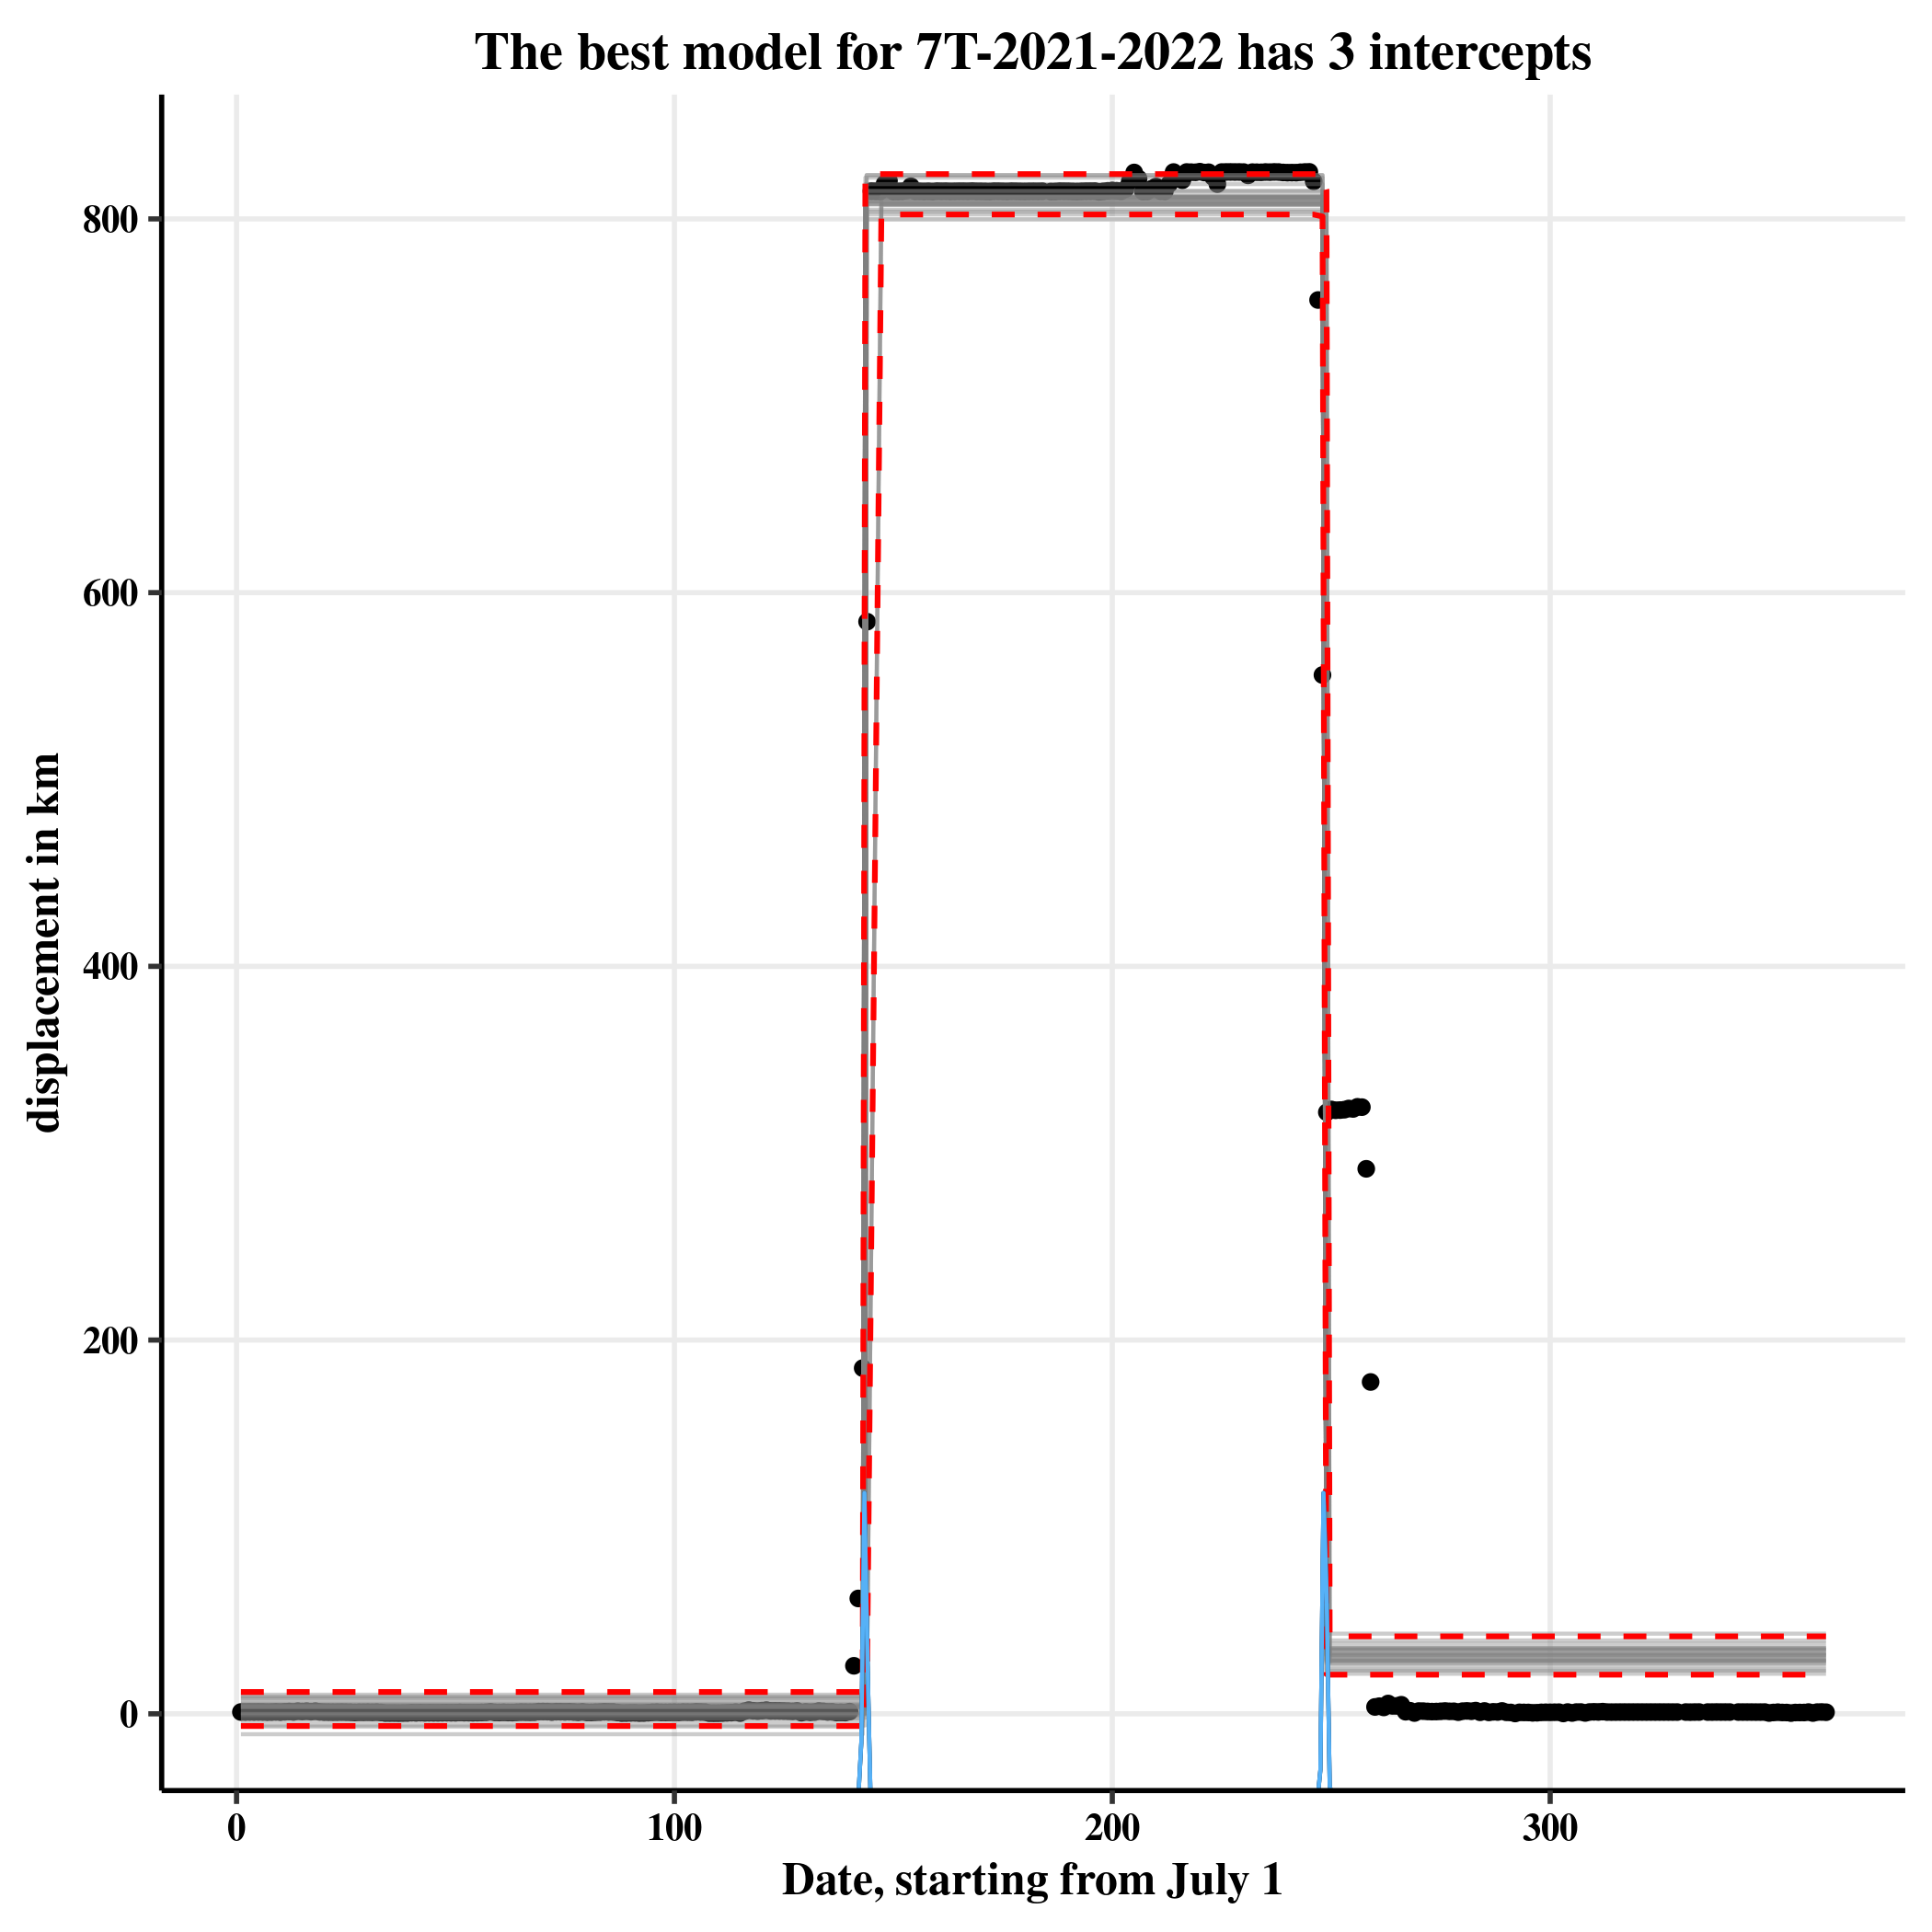 The best model for 7T-2021-2022 has 3 intercepts
800
600
400
200
0
displacement in km
0 100 200 300
Date, starting from July 1